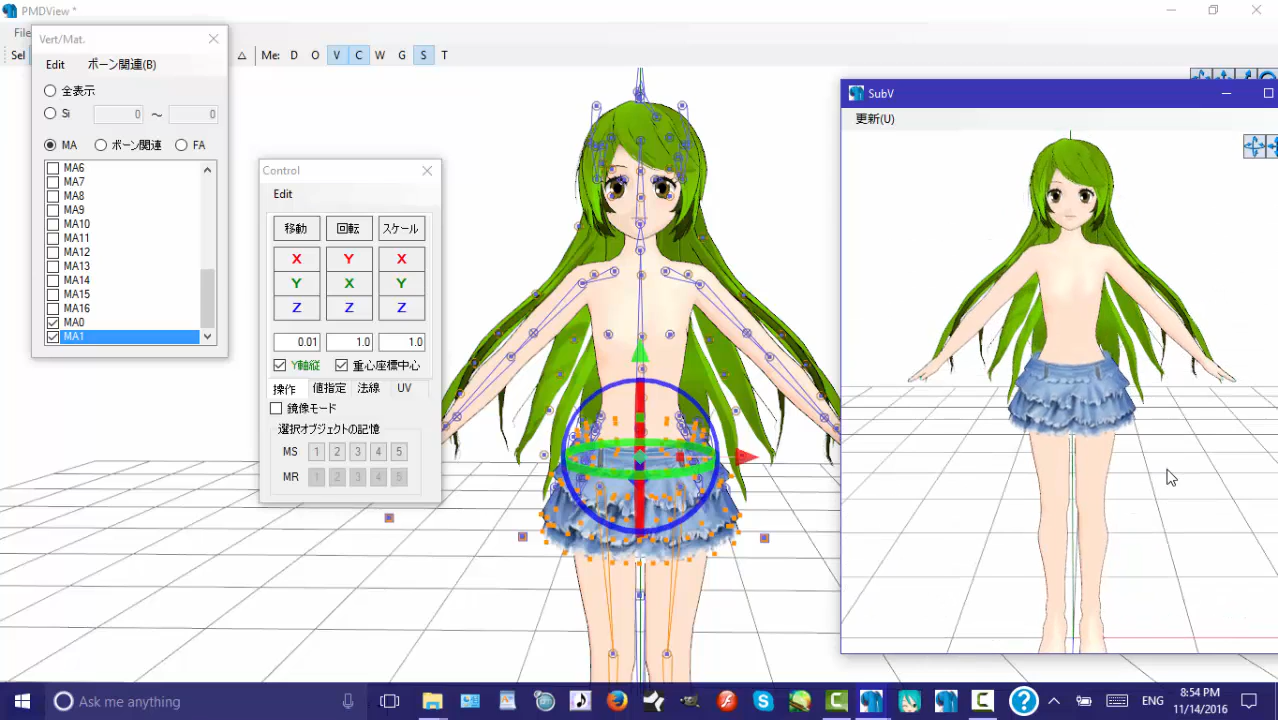 PMDView *
File
Vert/Mat.
Edit ボーン関連(B)
Sel △ Me: D O V C W G S T
全表示
Si 0 ～ 0
MA ボーン関連 FA
MA6
MA7
MA8
MA9
MA10
MA11
MA12
MA13
MA14
MA15
MA16
MA0
MA1
Control
Edit
移動 回転 スケール
X Y X
Y X Y
Z Z Z
0.01 1.0 1.0
Y軸縦 重心座標中心
操作 値指定 法線 UV
鏡像モード
選択オブジェクトの記憶
MS 1 2 3 4 5
MR 1 2 3 4 5
SubV
更新(U)
Ask me anything
ENG
8:54 PM
11/14/2016